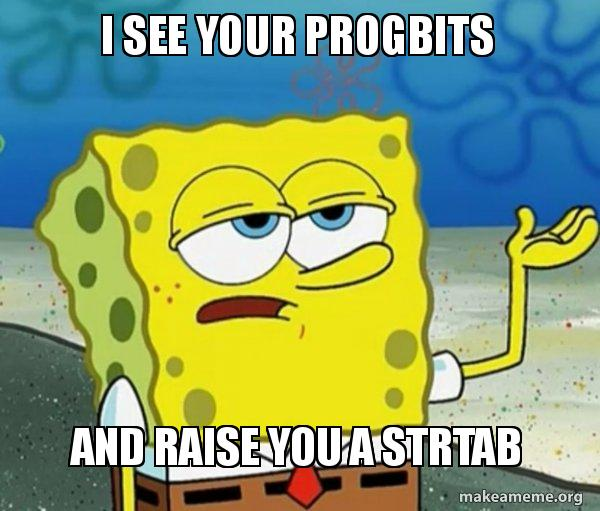 I SEE YOUR PROGBITS
AND RAISE YOU A STRTAB
makeameme.org